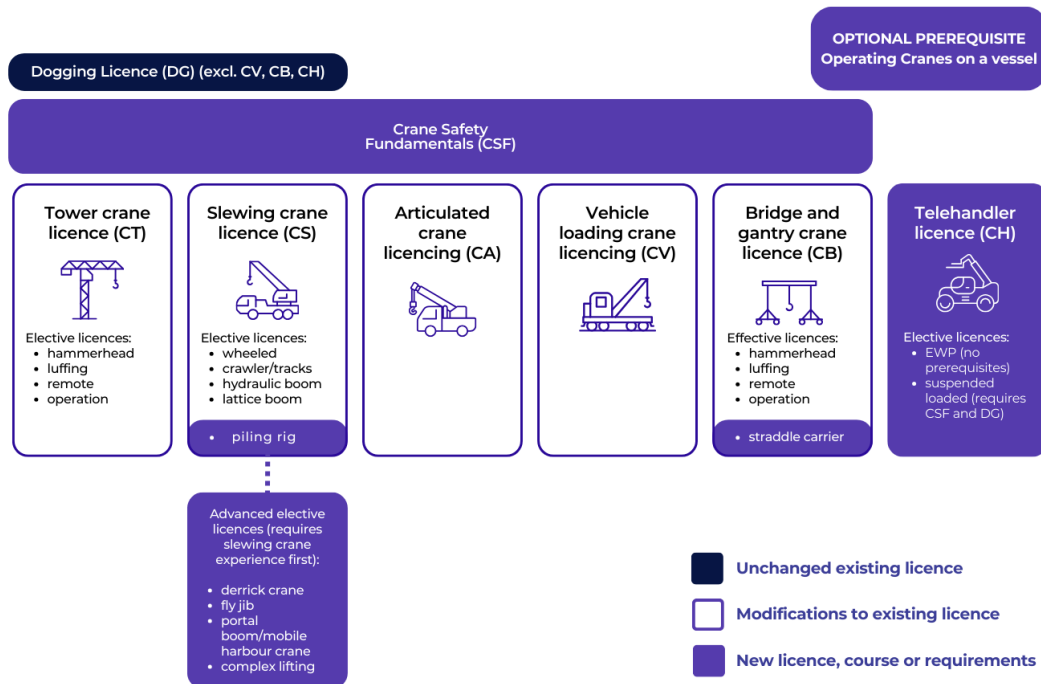 OPTIONAL PREREQUISITE
Operating Cranes on a vessel
Dogging Licence (DG) (excl. CV, CB, CH)
Crane Safety
Fundamentals (CSF)
Tower crane
licence (CT)
Elective licences:
• hammerhead
• luffing
• remote
• operation
Slewing crane
licence (CS)
Elective licences:
• wheeled
• crawler/tracks
• hydraulic boom
• lattice boom
• piling rig
Advanced elective
licences (requires
slewing crane
experience first):
• derrick crane
• fly jib
• portal
boom/mobile
harbour crane
• complex lifting
Articulated
crane
licencing (CA)
Vehicle
loading crane
licencing (CV)
Bridge and
gantry crane
licence (CB)
Effective licences:
• hammerhead
• luffing
• remote
• operation
• straddle carrier
Telehandler
licence (CH)
Elective licences:
• EWP (no
prerequisites)
• suspended
loaded (requires
CSF and DG)
Unchanged existing licence
Modifications to existing licence
New licence, course or requirements